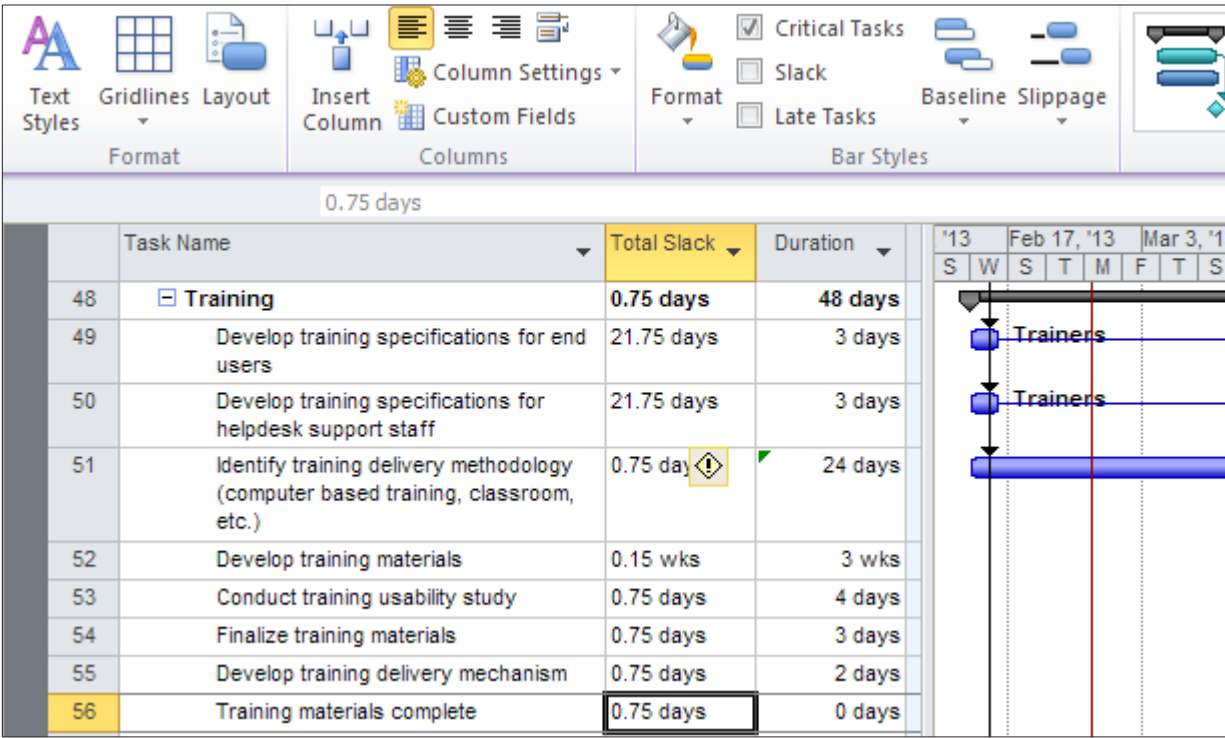 Text Styles
Gridlines
Layout
Format
Insert Column
Column Settings
Custom Fields
Columns
Format
Critical Tasks
Slack
Late Tasks
Bar Styles
Baseline
Slippage
0.75 days
Task Name Total Slack Duration '13 Feb 17, '13 Mar 3, '1
S W S T M F T S
48 Training 0.75 days 48 days
49 Develop training specifications for end 21.75 days 3 days Trainers
users
50 Develop training specifications for 21.75 days 3 days Trainers
helpdesk support staff
51 Identify training delivery methodology 0.75 day 24 days
(computer based training, classroom,
etc.)
52 Develop training materials 0.15 wks 3 wks
53 Conduct training usability study 0.75 days 4 days
54 Finalize training materials 0.75 days 3 days
55 Develop training delivery mechanism 0.75 days 2 days
56 Training materials complete 0.75 days 0 days